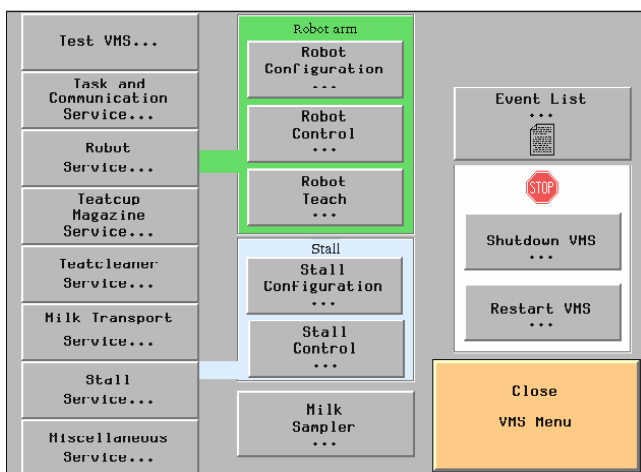 Test VMS...
Task and
Communication
Service...
Robot
Service...
Teatcup
Magazine
Service...
Teatcleaner
Service...
Milk Transport
Service...
Stall
Service...
Miscellaneous
Service...
Robot arm
Robot
Configuration
...
Robot
Control
...
Robot
Teach
...
Stall
Stall
Configuration
...
Stall
Control
...
Milk
Sampler
...
Event List
...
STOP
Shutdown VMS
...
Restart VMS
...
Close
VMS Menu